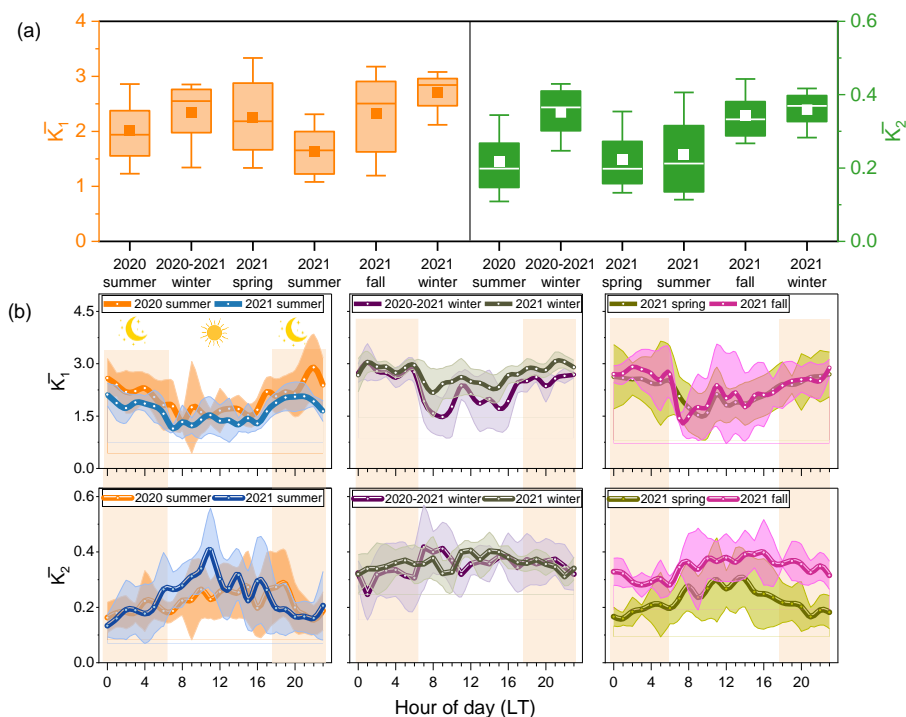 (a)
4
3
2
1
0
K̅1
0.6
0.4
0.2
0.0
K̅2
2020 summer
2020-2021 winter
2021 spring
2021 summer
2021 fall
2021 winter
2020 summer
2020-2021 winter
2021 spring
2021 summer
2021 fall
2021 winter
(b)
4.5
3.0
1.5
0.0
K̅1
2020 summer 2021 summer
2020-2021 winter 2021 winter
2021 spring 2021 fall
0.6
0.4
0.2
0.0
K̅2
2020 summer 2021 summer
2020-2021 winter 2021 winter
2021 spring 2021 fall
0 4 8 12 16 20
0 4 8 12 16 20
0 4 8 12 16 20
Hour of day (LT)